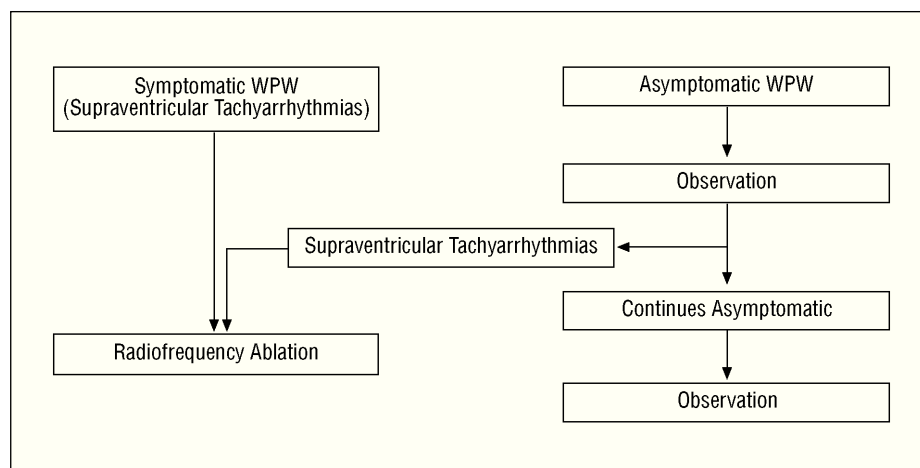 Symptomatic WPW
(Supraventricular Tachyarrhythmias)
Asymptomatic WPW
Observation
Supraventricular Tachyarrhythmias
Continues Asymptomatic
Radiofrequency Ablation
Observation